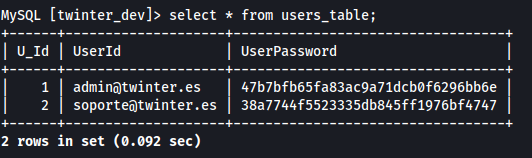 MySQL [twinter_dev]> select * from users_table;
+------+--------------------+----------------------------------+
| U_Id | UserId             | UserPassword                     |
+------+--------------------+----------------------------------+
|    1 | admin@twinter.es   | 47b7bfb65fa83ac9a71dcb0f6296bb6e |
|    2 | soporte@twinter.es | 38a7744f5523335db845ff1976bf4747 |
+------+--------------------+----------------------------------+
2 rows in set (0.092 sec)